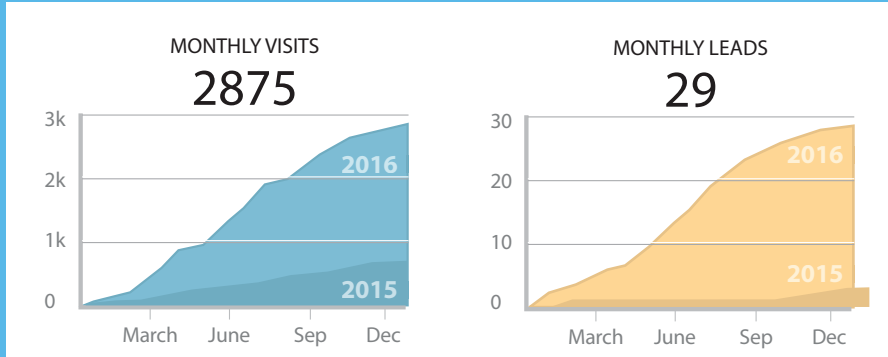 MONTHLY VISITS
2875
3k
2k
1k
0
2016
2015
March June Sep Dec
MONTHLY LEADS
29
30
20
10
0
2016
2015
March June Sep Dec